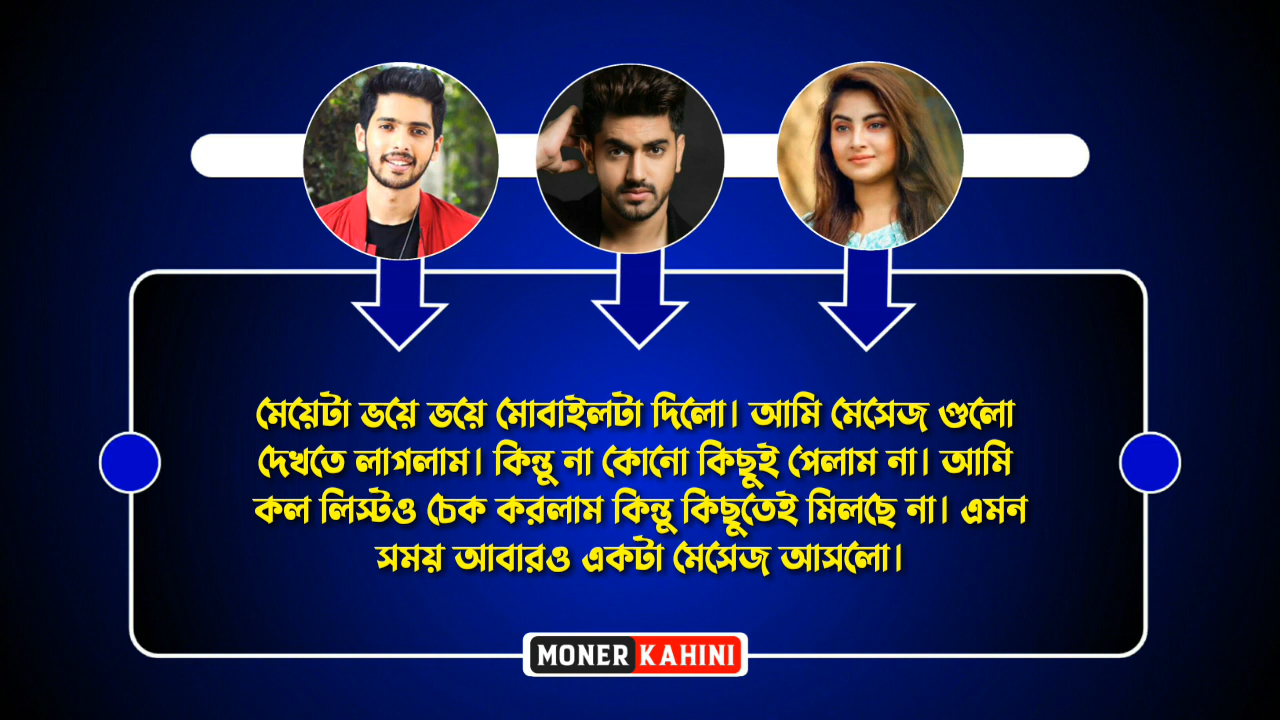 মেয়েটা ভয়ে ভয়ে মোবাইলটা দিলো। আমি মেসেজ গুলো
দেখতে লাগলাম। কিন্তু না কোনো কিছুই পেলাম না। আমি
কল লিস্টও চেক করলাম কিন্তু কিছুতেই মিলছে না। এমন
সময় আবারও একটা মেসেজ আসলো।
MONER KAHINI